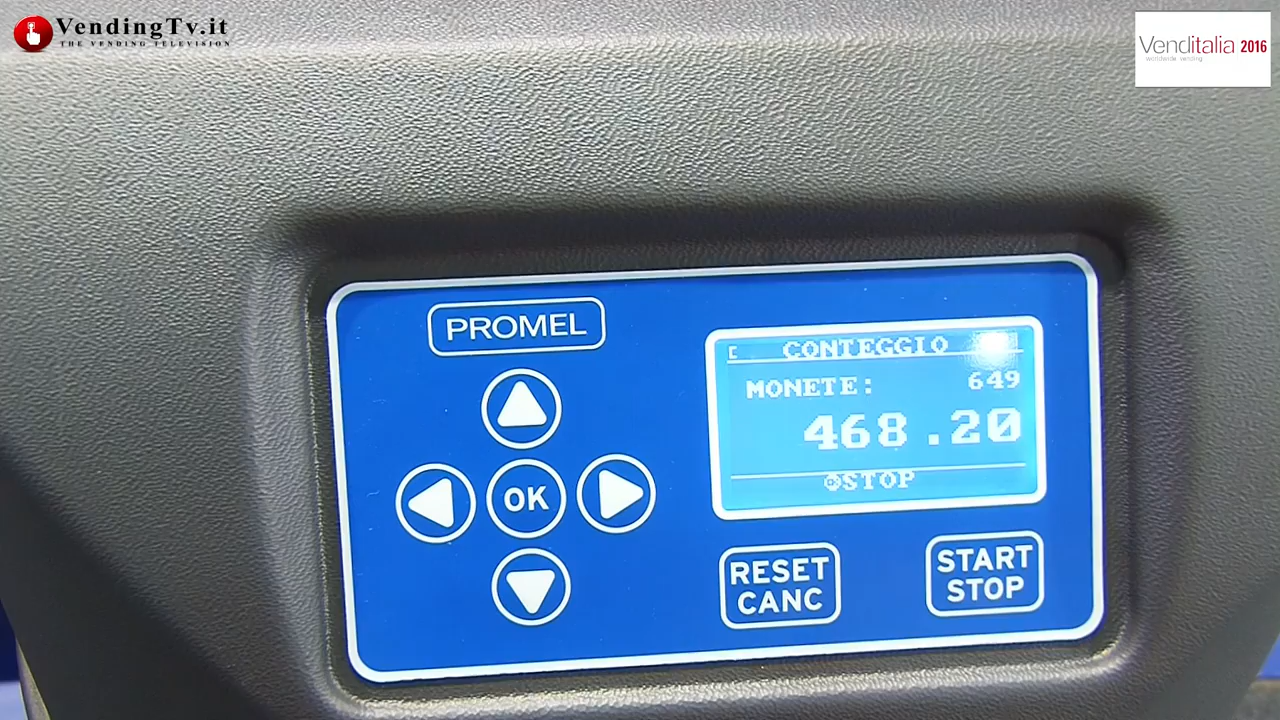 VendingTv.it
THE VENDING TELEVISION
Venditalia 2016
worldwide vending
PROMEL
CONTEGGIO
MONETE: 649
468.20
STOP
OK
RESET
CANC
START
STOP